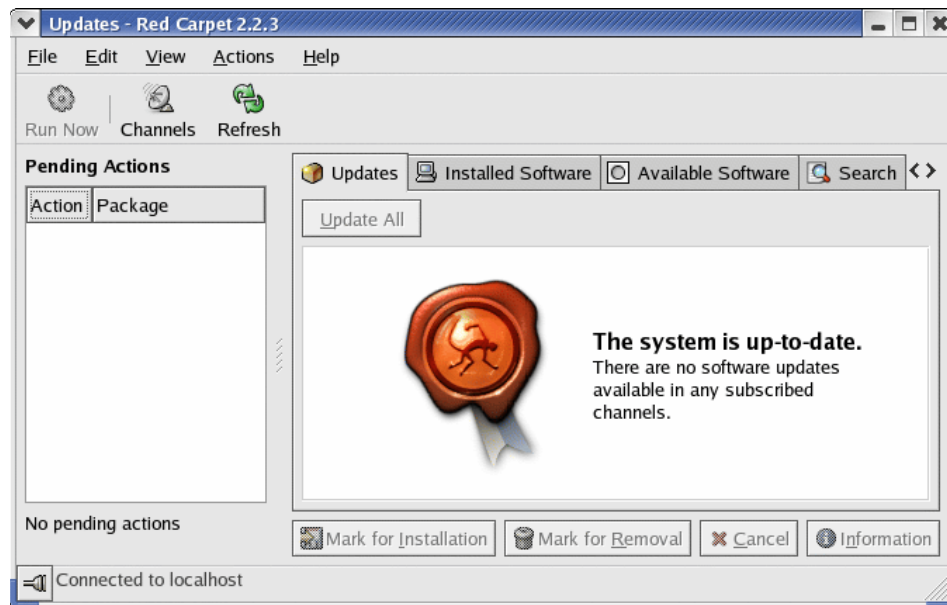 Updates - Red Carpet 2.2.3
File Edit View Actions Help
Run Now Channels Refresh
Pending Actions
Action Package
No pending actions
Updates Installed Software Available Software Search
Update All
The system is up-to-date.
There are no software updates
available in any subscribed
channels.
Mark for Installation Mark for Removal Cancel Information
Connected to localhost